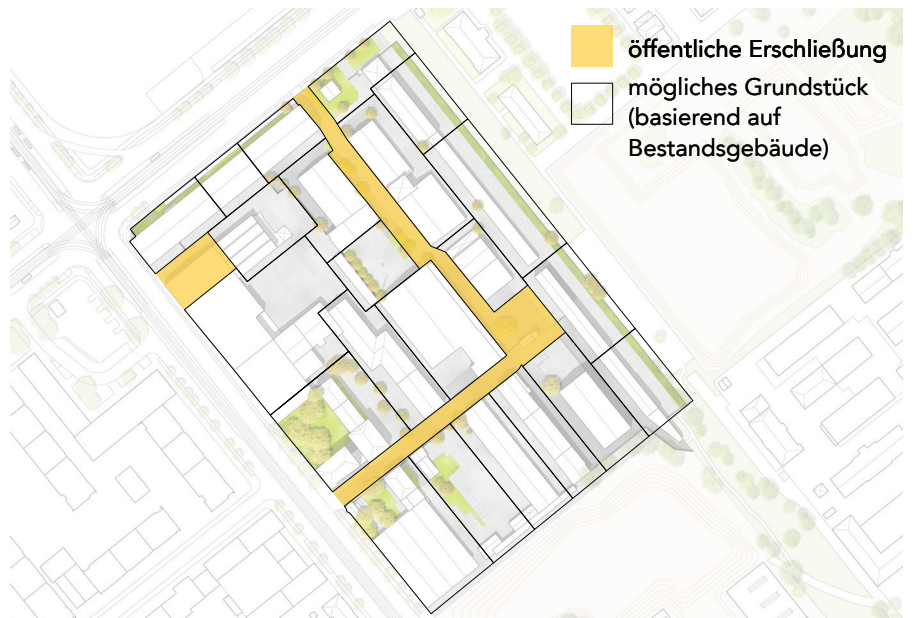 öffentliche Erschließung
mögliches Grundstück
(basierend auf
Bestandsgebäude)